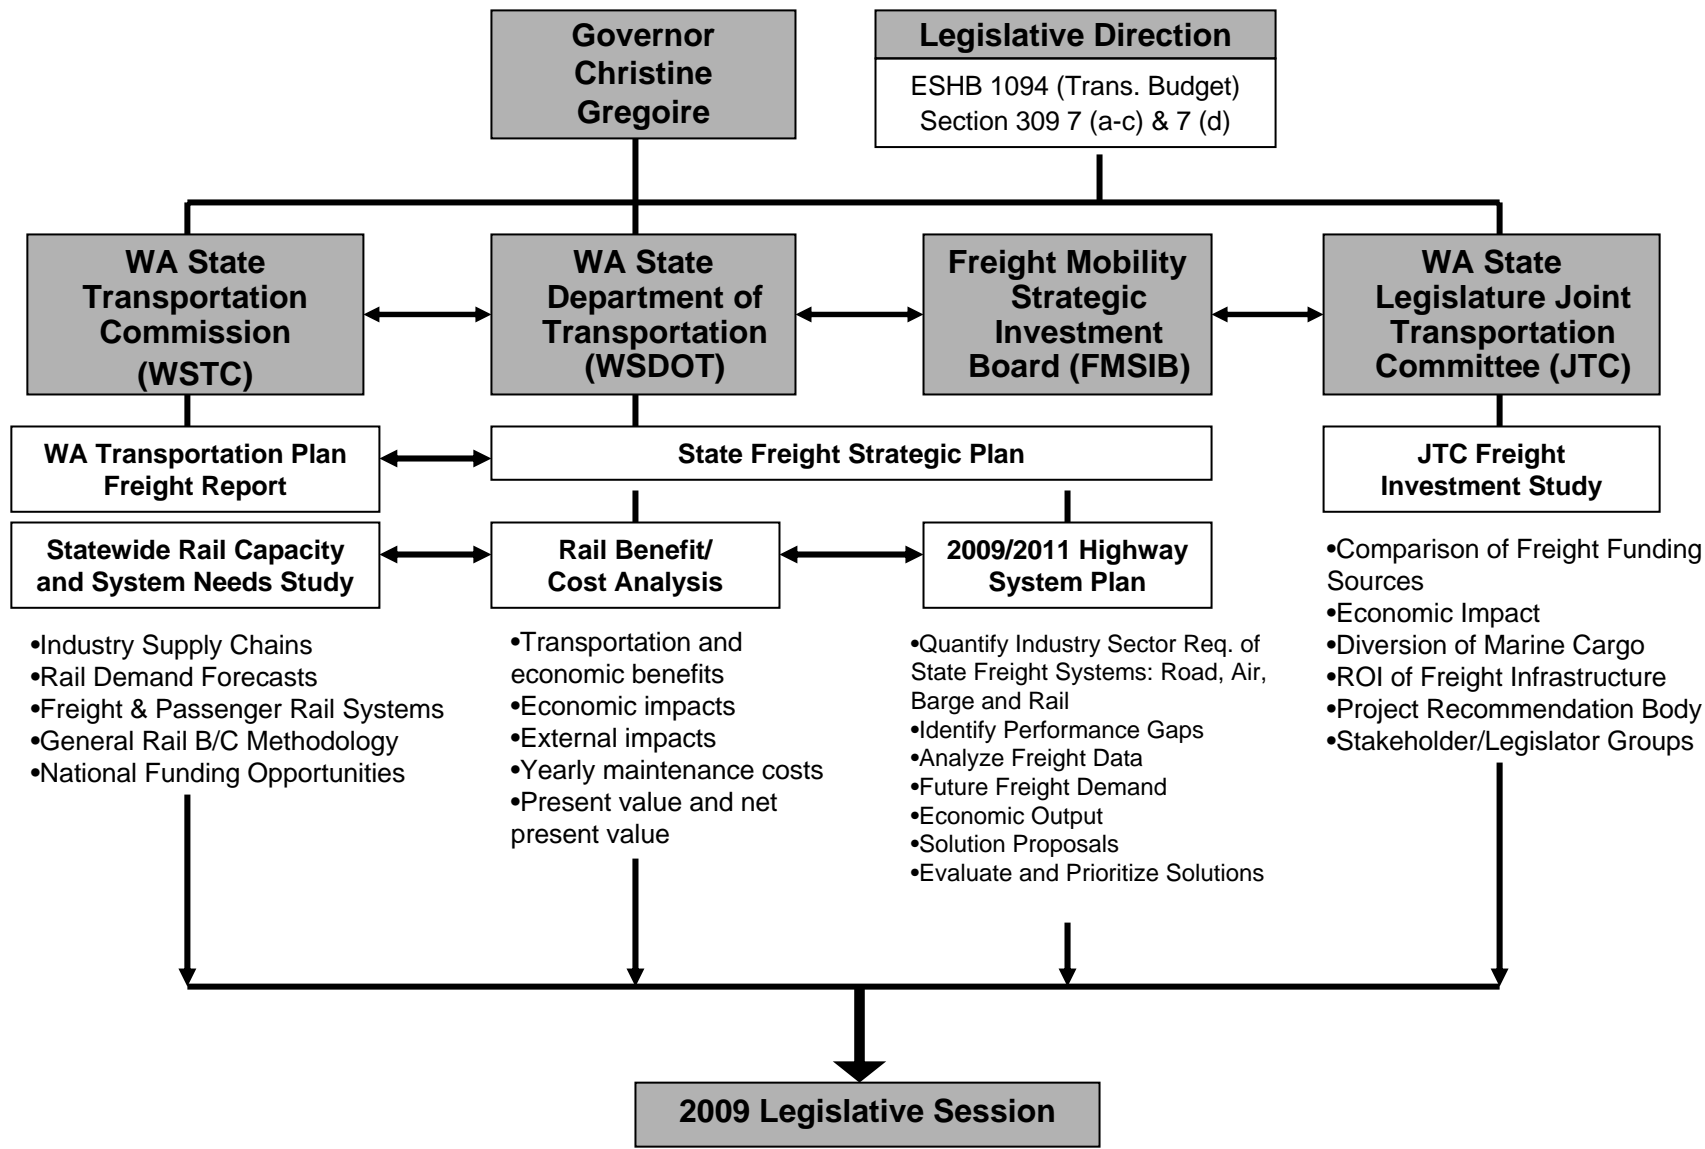 Governor
Christine
Gregoire
Legislative Direction
ESHB 1094 (Trans. Budget)
Section 309 7 (a-c) & 7 (d)
WA State
Transportation
Commission
(WSTC)
WA State
Department of
Transportation
(WSDOT)
Freight Mobility
Strategic
Investment
Board (FMSIB)
WA State
Legislature Joint
Transportation
Committee (JTC)
WA Transportation Plan
Freight Report
State Freight Strategic Plan
JTC Freight
Investment Study
Statewide Rail Capacity
and System Needs Study
Rail Benefit/
Cost Analysis
2009/2011 Highway
System Plan
•Industry Supply Chains
•Rail Demand Forecasts
•Freight & Passenger Rail Systems
•General Rail B/C Methodology
•National Funding Opportunities
•Transportation and
economic benefits
•Economic impacts
•External impacts
•Yearly maintenance costs
•Present value and net
present value
•Quantify Industry Sector Req. of
State Freight Systems: Road, Air,
Barge and Rail
•Identify Performance Gaps
•Analyze Freight Data
•Future Freight Demand
•Economic Output
•Solution Proposals
•Evaluate and Prioritize Solutions
•Comparison of Freight Funding
Sources
•Economic Impact
•Diversion of Marine Cargo
•ROI of Freight Infrastructure
•Project Recommendation Body
•Stakeholder/Legislator Groups
2009 Legislative Session